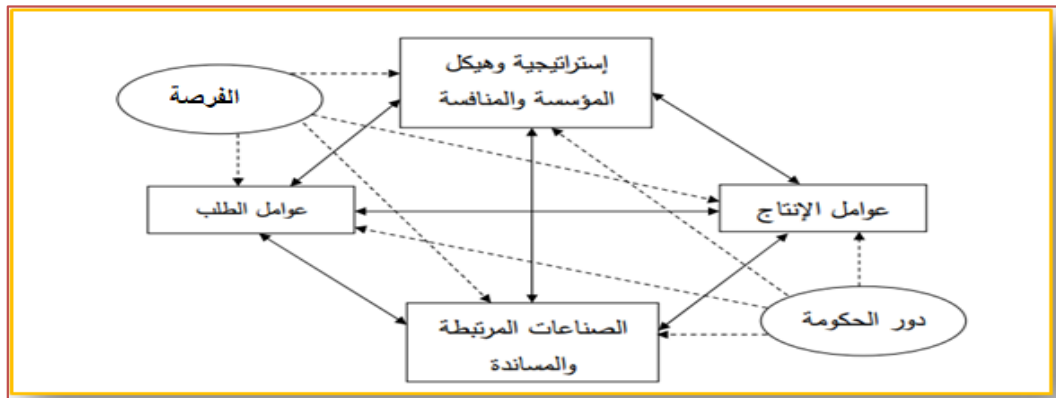 إستراتيجية وهيكل
المؤسسة والمنافسة
الفرصة
عوامل الإنتاج
عوامل الطلب
دور الحكومة
الصناعات المرتبطة
والمساندة